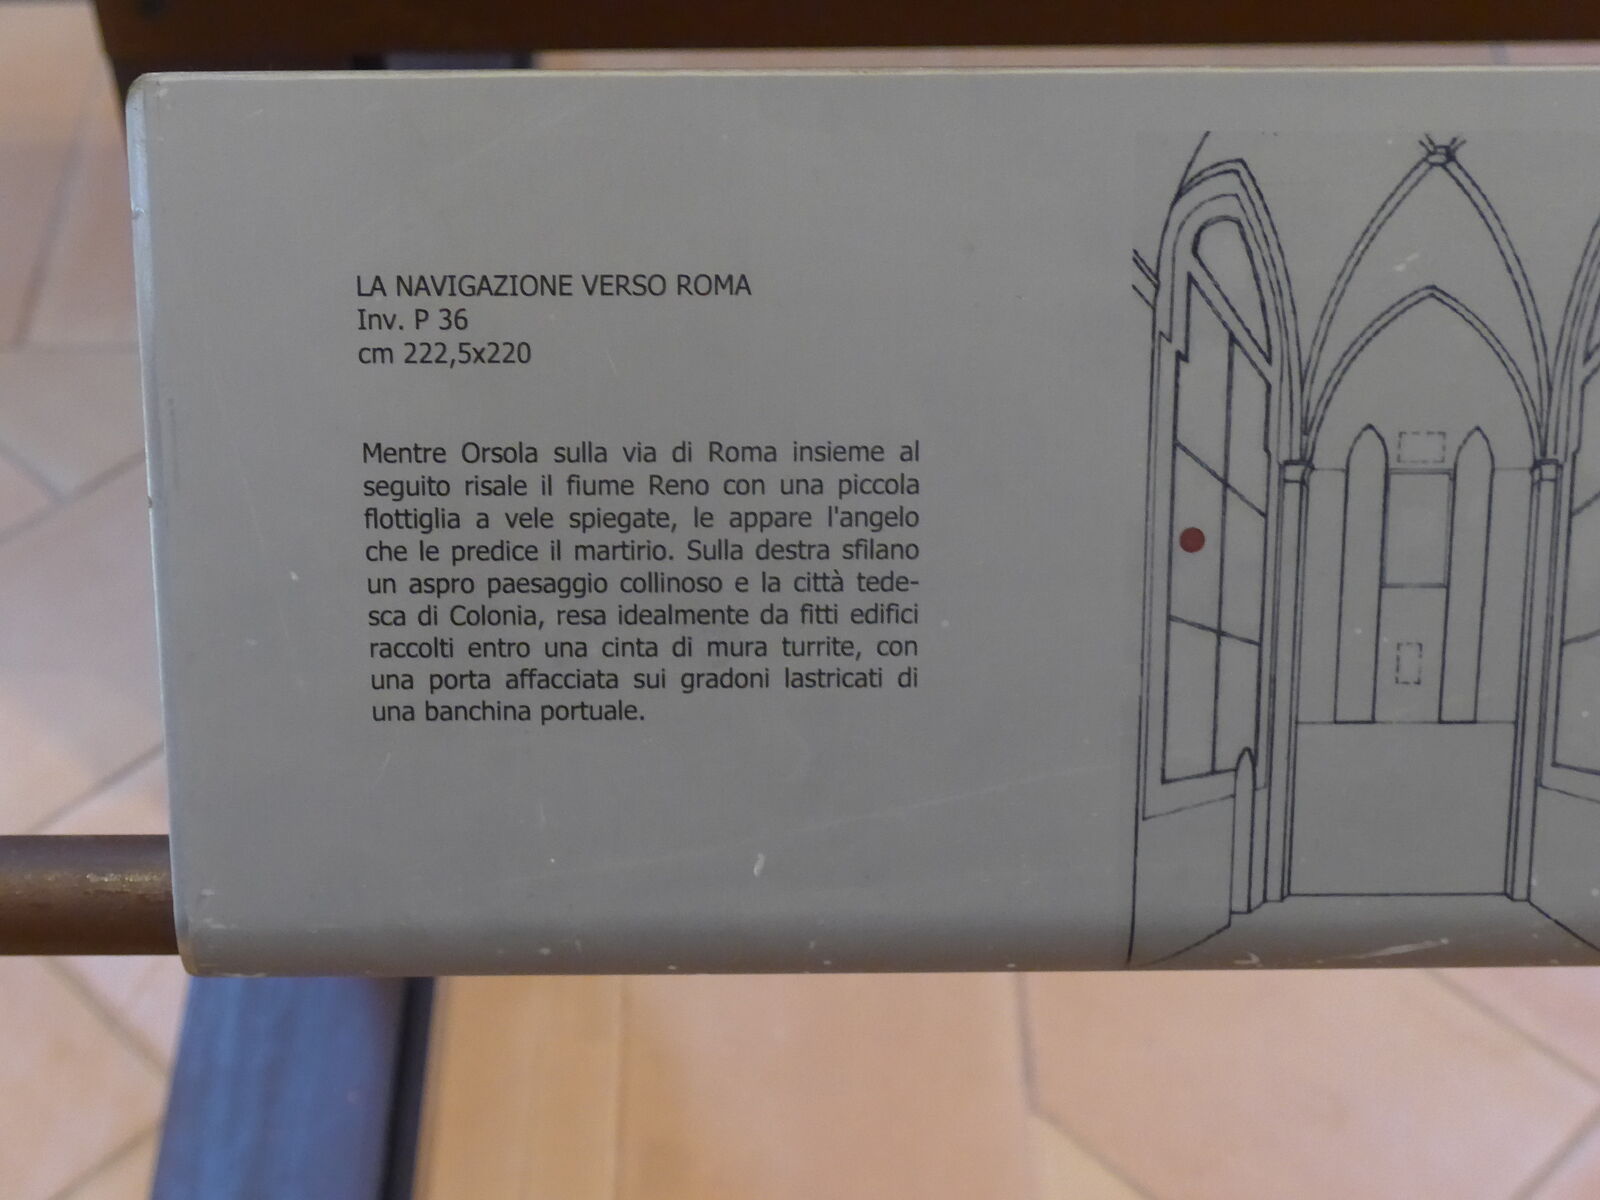 LA NAVIGAZIONE VERSO ROMA
Inv. P 36
cm 222,5x220
Mentre Orsola sulla via di Roma insieme al
seguito risale il fiume Reno con una piccola
flottiglia a vele spiegate, le appare l'angelo
che le predice il martirio. Sulla destra sfilano
un aspro paesaggio collinoso e la città tede-
sca di Colonia, resa idealmente da fitti edifici
raccolti entro una cinta di mura turrite, con
una porta affacciata sui gradoni lastricati di
una banchina portuale.